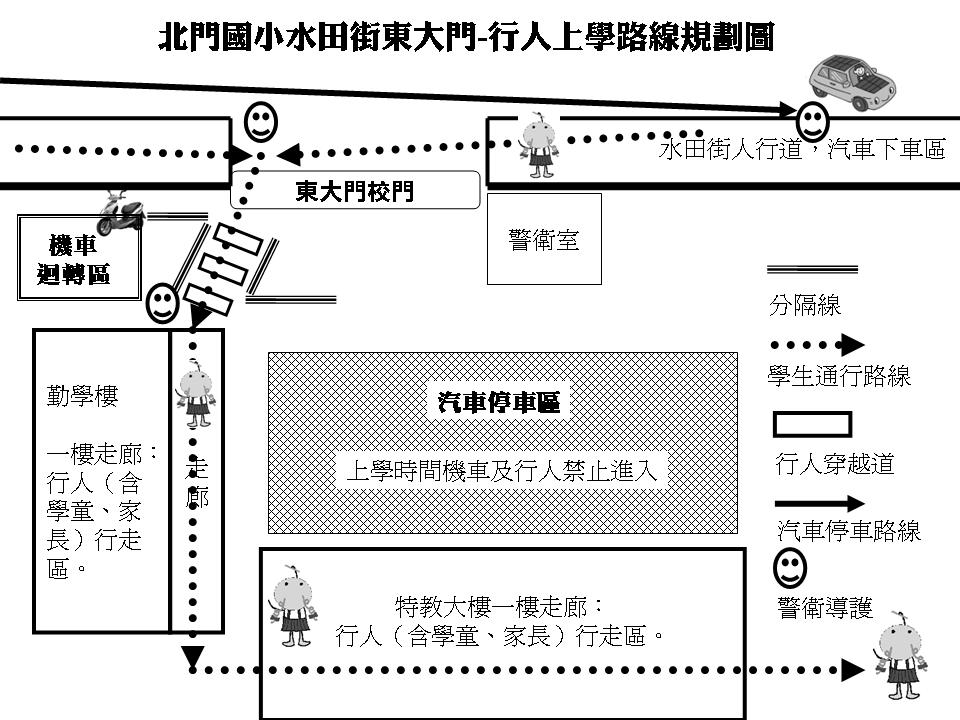 北門國小水田街東大門-行人上學路線規劃圖
水田街人行道，汽車下車區
東大門校門
機車
迴轉區
警衛室
分隔線
學生通行路線
行人穿越道
汽車停車路線
警衛導護
勤學樓
一樓走廊：
行人（含
學童、家
長）行走
區。
走
廊
汽車停車區
上學時間機車及行人禁止進入
特教大樓一樓走廊：
行人（含學童、家長）行走區。